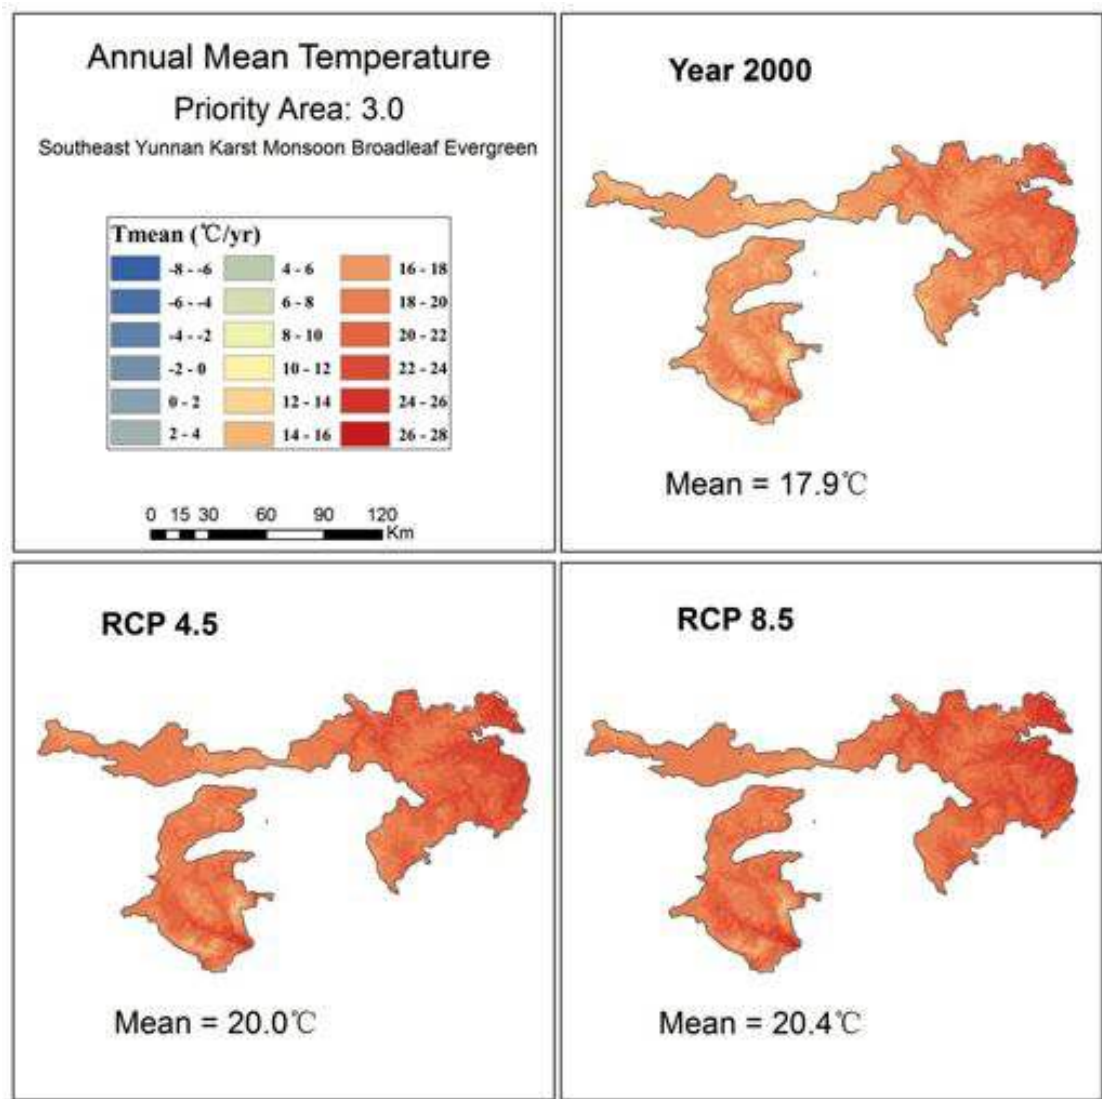 Annual Mean Temperature
Priority Area: 3.0
Southeast Yunnan Karst Monsoon Broadleaf Evergreen
Tmean (℃/yr)
-8 - -6
-6 - -4
-4 - -2
-2 - 0
0 - 2
2 - 4
4 - 6
6 - 8
8 - 10
10 - 12
12 - 14
14 - 16
16 - 18
18 - 20
20 - 22
22 - 24
24 - 26
26 - 28
0 15 30 60 90 120
Km
Year 2000
Mean = 17.9℃
RCP 4.5
Mean = 20.0℃
RCP 8.5
Mean = 20.4℃